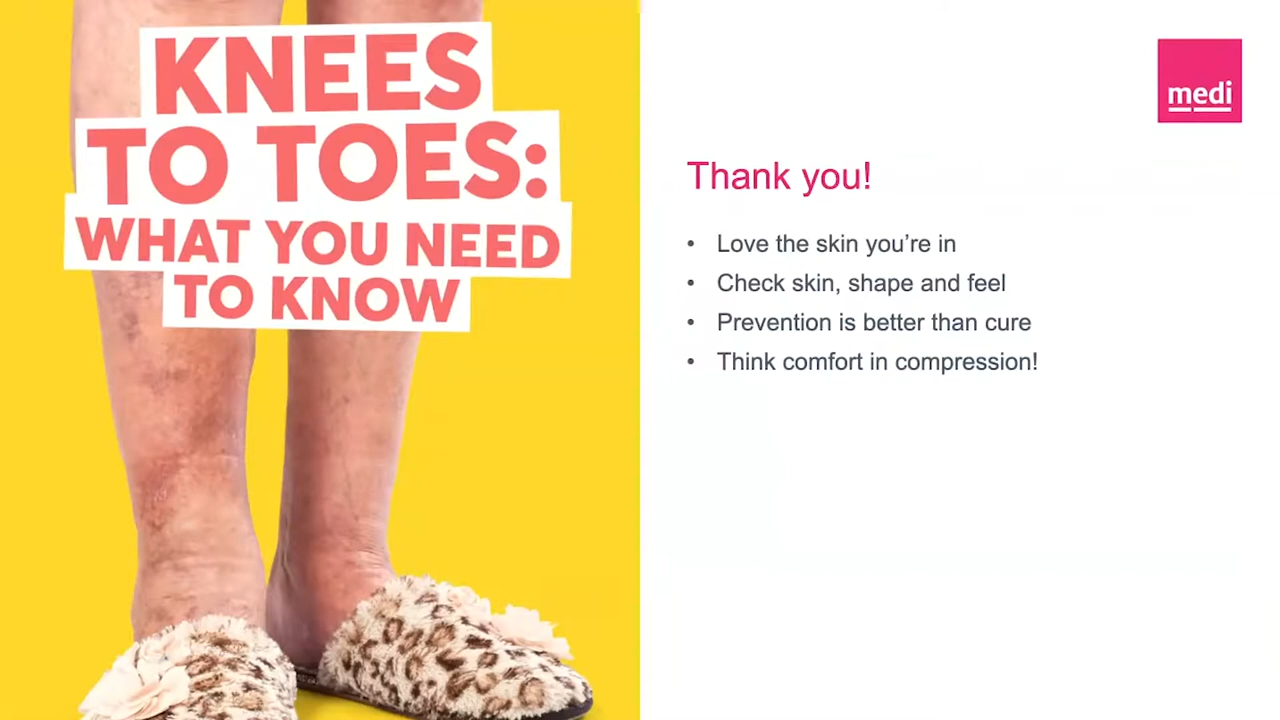 KNEES
TO TOES:
WHAT YOU NEED
TO KNOW
medi
Thank you!
• Love the skin you’re in
• Check skin, shape and feel
• Prevention is better than cure
• Think comfort in compression!